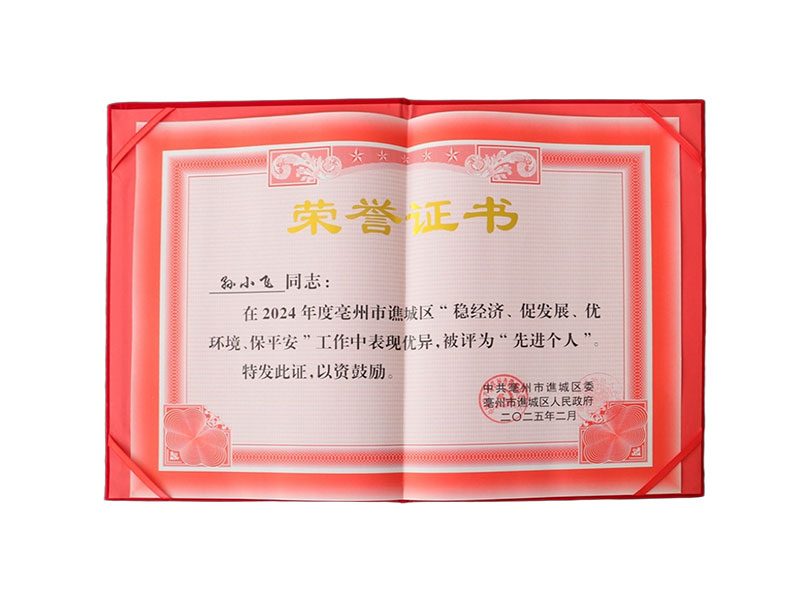 荣誉证书
孙小飞 同志：
在2024年度亳州市谯城区“稳经济、促发展、优
环境、保平安”工作中表现优异，被评为“先进个人”。
特发此证，以资鼓励。
中共亳州市谯城区委
亳州市谯城区人民政府
二〇二五年二月